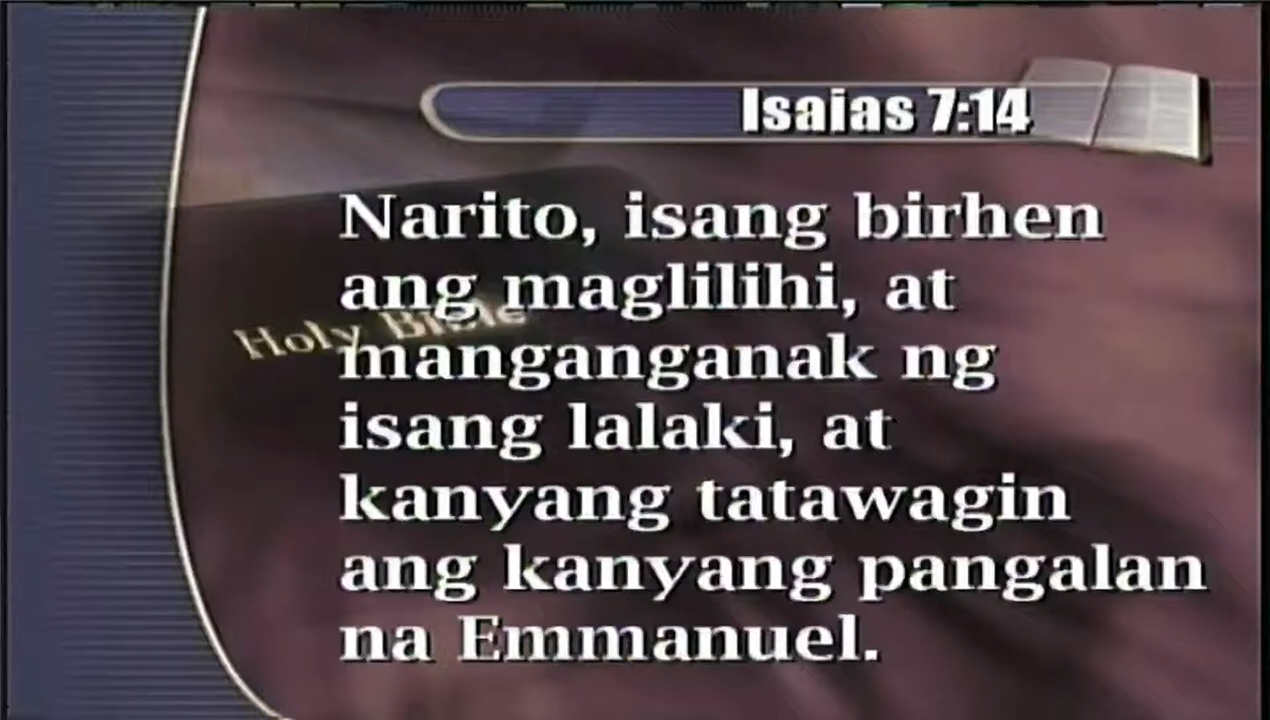 Isaias 7:14
Narito, isang birhen
ang maglilihi, at
Holy Bible
manganganak ng
isang lalaki, at
kanyang tatawagin
ang kanyang pangalan
na Emmanuel.